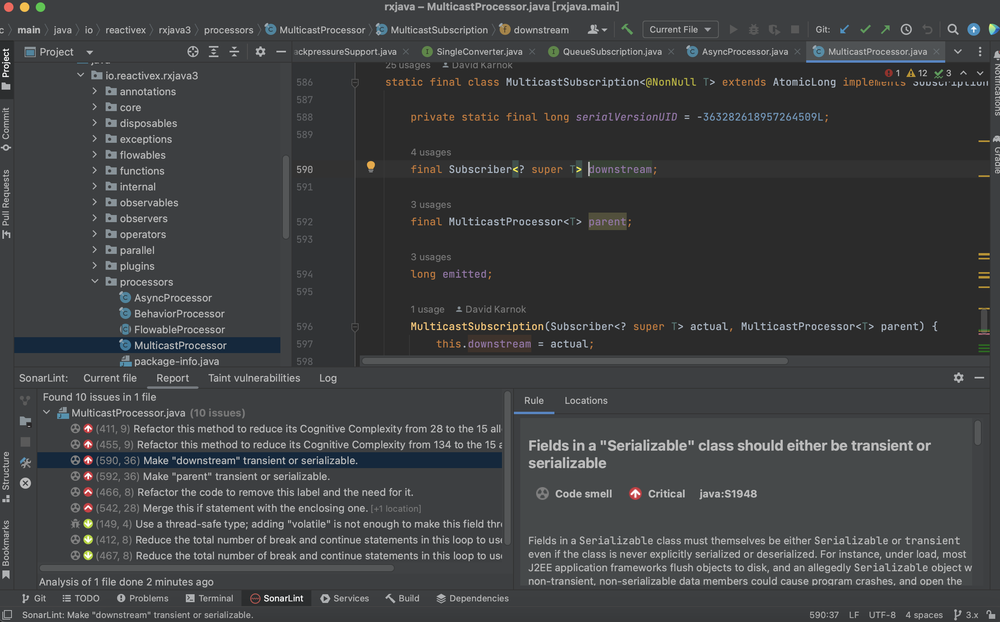 rxjava – MulticastProcessor.java [rxjava.main]
c main java io reactivex rxjava3 processors MulticastProcessor MulticastSubscription downstream Current File Git:
Project
ackpressureSupport.java SingleConverter.java QueueSubscription.java AsyncProcessor.java MulticastProcessor.java
Project
Commit
Pull Requests
Structure
Bookmarks
java
io.reactivex.rxjava3
annotations
core
disposables
exceptions
flowables
functions
internal
observables
observers
operators
parallel
plugins
processors
AsyncProcessor
BehaviorProcessor
FlowableProcessor
MulticastProcessor
package-info.java
25 usages David Karnok
1 12 3
586 static final class MulticastSubscription<@NonNull T> extends AtomicLong implements Subscription
587
588 private static final long serialVersionUID = -363282618957264509L;
589
4 usages
590 final Subscriber<? super T> downstream;
591
3 usages
592 final MulticastProcessor<T> parent;
593
3 usages
594 long emitted;
595
1 usage David Karnok
596 MulticastSubscription(Subscriber<? super T> actual, MulticastProcessor<T> parent) {
597 this.downstream = actual;
598
Notifications
Gradle
SonarLint: Current file Report Taint vulnerabilities Log
Found 10 issues in 1 file
MulticastProcessor.java (10 issues)
(411, 9) Refactor this method to reduce its Cognitive Complexity from 28 to the 15 all
(455, 9) Refactor this method to reduce its Cognitive Complexity from 134 to the 15 a
(590, 36) Make "downstream" transient or serializable.
(592, 36) Make "parent" transient or serializable.
(466, 8) Refactor the code to remove this label and the need for it.
(542, 28) Merge this if statement with the enclosing one. [+1 location]
(149, 4) Use a thread-safe type; adding "volatile" is not enough to make this field thre
(412, 8) Reduce the total number of break and continue statements in this loop to use
(467, 8) Reduce the total number of break and continue statements in this loop to use
Analysis of 1 file done 2 minutes ago
Rule Locations
Fields in a "Serializable" class should either be transient or
serializable
Code smell Critical java:S1948
Fields in a Serializable class must themselves be either Serializable or transient
even if the class is never explicitly serialized or deserialized. For instance, under load, most
J2EE application frameworks flush objects to disk, and an allegedly Serializable object w
non-transient, non-serializable data members could cause program crashes, and open the
Git TODO Problems Terminal SonarLint Services Build Dependencies
SonarLint: Make "downstream" transient or serializable. 590:37 LF UTF-8 4 spaces 3.x